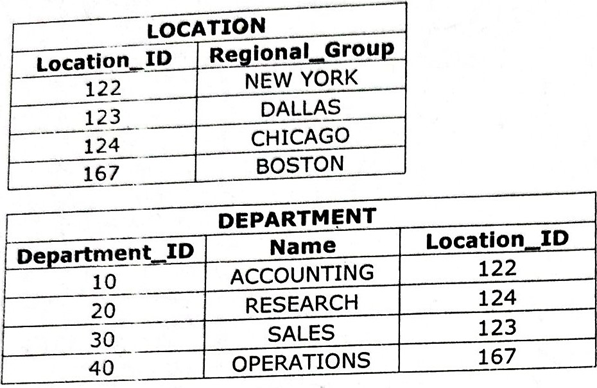 LOCATION
Location_ID Regional_Group
122 NEW YORK
123 DALLAS
124 CHICAGO
167 BOSTON
DEPARTMENT
Department_ID Name Location_ID
10 ACCOUNTING 122
20 RESEARCH 124
30 SALES 123
40 OPERATIONS 167